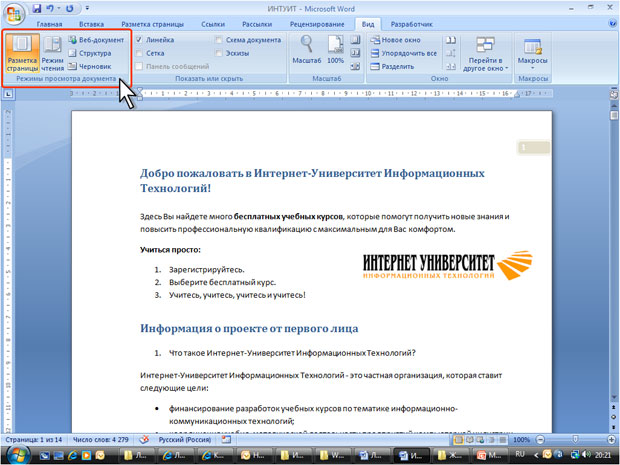 ИНТУИТ - Microsoft Word
Главная Вставка Разметка страницы Ссылки Рассылки Рецензирование Вид Разработчик
Разметка страницы
Режим чтения
Веб-документ
Структура
Черновик
Режимы просмотра документа
Линейка
Сетка
Панель сообщений
Схема документа
Эскизы
Показать или скрыть
Масштаб
100%
Масштаб
Новое окно
Упорядочить все
Разделить
Перейти в другое окно
Окно
Макросы
Макросы
1
Добро пожаловать в Интернет-Университет Информационных
Технологий!
Здесь Вы найдете много бесплатных учебных курсов, которые помогут получить новые знания и
повысить профессиональную квалификацию с максимальным для Вас комфортом.
Учиться просто:
1. Зарегистрируйтесь.
2. Выберите бесплатный курс.
3. Учитесь, учитесь, учитесь и учитесь!
ИНТЕРНЕТ УНИВЕРСИТЕТ
ИНФОРМАЦИОННЫХ ТЕХНОЛОГИЙ
Информация о проекте от первого лица
1. Что такое Интернет-Университет Информационных Технологий?
Интернет-Университет Информационных Технологий - это частная организация, которая ставит
следующие цели:
• финансирование разработок учебных курсов по тематике информационно-
коммуникационных технологий;
Страница: 1 из 14 Число слов: 4 279 Русский (Россия) 100%
RU 20:21